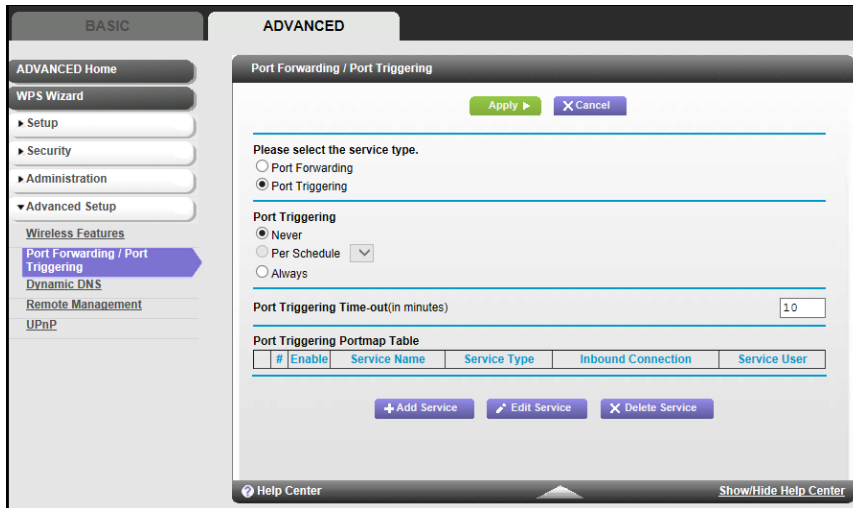 BASIC
ADVANCED
ADVANCED Home
WPS Wizard
Setup
Security
Administration
Advanced Setup
Wireless Features
Port Forwarding / Port
Triggering
Dynamic DNS
Remote Management
UPnP
Port Forwarding / Port Triggering
Apply
Cancel
Please select the service type.
Port Forwarding
Port Triggering
Port Triggering
Never
Per Schedule
Always
Port Triggering Time-out(in minutes)
10
Port Triggering Portmap Table
# Enable Service Name Service Type Inbound Connection Service User
Add Service Edit Service Delete Service
Help Center
Show/Hide Help Center